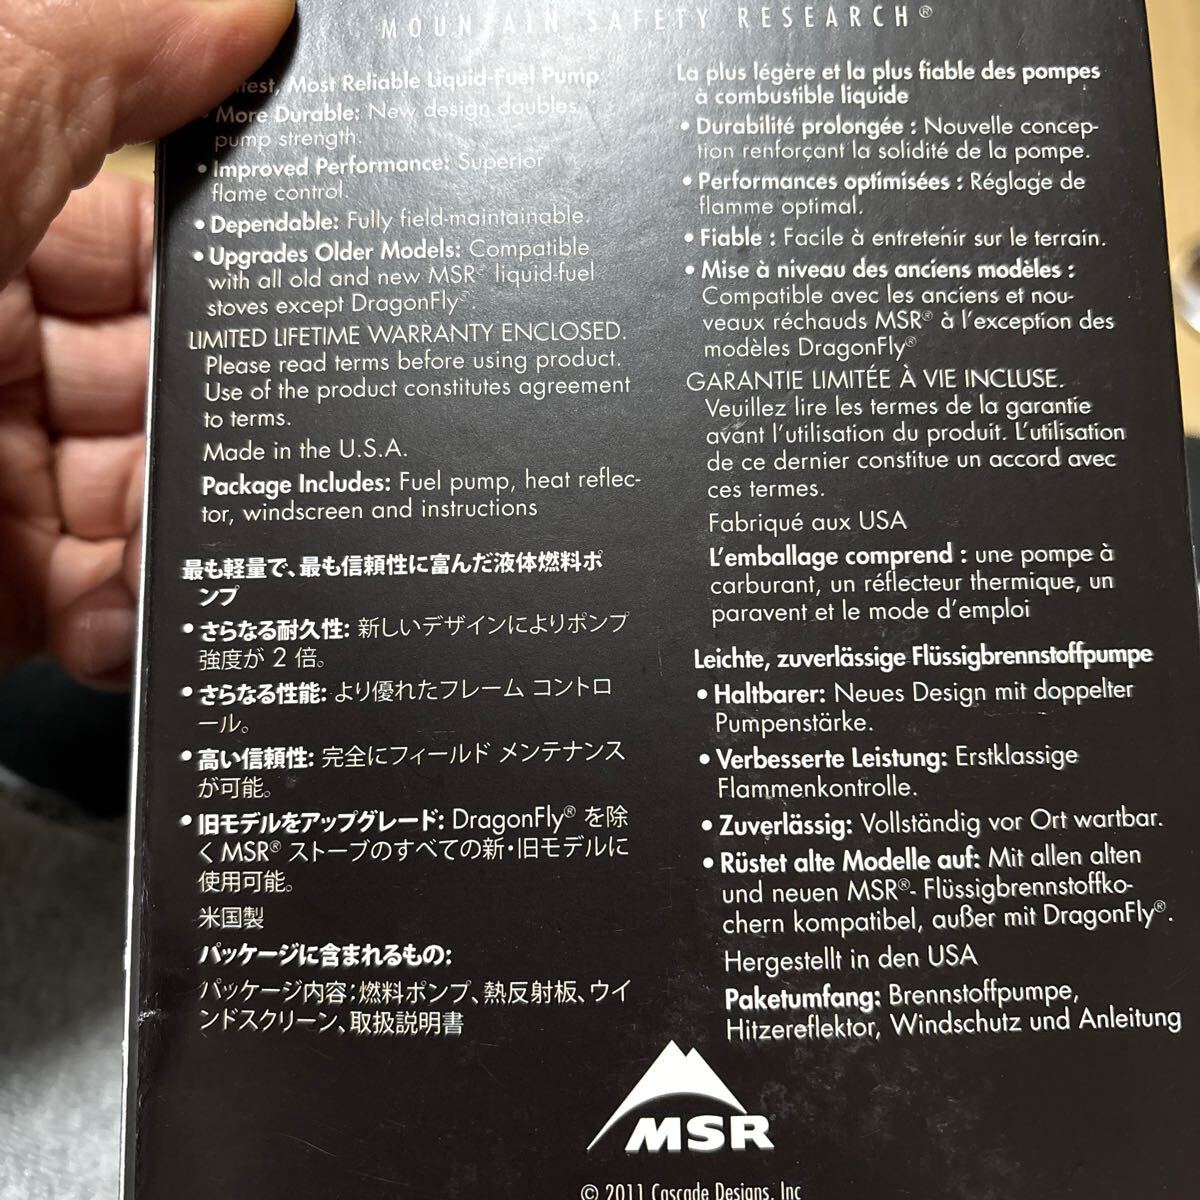 MOUNTAIN SAFETY RESEARCH®
Most Reliable Liquid-Fuel Pump
• More Durable: New design doubles
pump strength.
• Improved Performance: Superior
flame control.
• Dependable: Fully field-maintainable.
• Upgrades Older Models: Compatible
with all old and new MSR® liquid-fuel
stoves except DragonFly®.
LIMITED LIFETIME WARRANTY ENCLOSED.
Please read terms before using product.
Use of the product constitutes agreement
to terms.
Made in the U.S.A.
Package Includes: Fuel pump, heat reflec-
tor, windscreen and instructions
最も軽量で、最も信頼性に富んだ液体燃料ポ
ンプ
• さらなる耐久性: 新しいデザインによりポンプ
強度が 2 倍。
• さらなる性能: より優れたフレーム コントロ
ール。
• 高い信頼性: 完全にフィールド メンテナンス
が可能。
• 旧モデルをアップグレード: DragonFly® を除
く MSR® ストーブのすべての新・旧モデルに
使用可能。
米国製
パッケージに含まれるもの:
パッケージ内容:燃料ポンプ、熱反射板、ウイ
ンドスクリーン、取扱説明書
La plus légère et la plus fiable des pompes
à combustible liquide
• Durabilité prolongée : Nouvelle concep-
tion renforçant la solidité de la pompe.
• Performances optimisées : Réglage de
flamme optimal.
• Fiable : Facile à entretenir sur le terrain.
• Mise à niveau des anciens modèles :
Compatible avec les anciens et nou-
veaux réchauds MSR® à l'exception des
modèles DragonFly®
GARANTIE LIMITÉE À VIE INCLUSE.
Veuillez lire les termes de la garantie
avant l'utilisation du produit. L'utilisation
de ce dernier constitue un accord avec
ces termes.
Fabriqué aux USA
L'emballage comprend : une pompe à
carburant, un réflecteur thermique, un
paravent et le mode d'emploi
Leichte, zuverlässige Flüssigbrennstoffpumpe
• Haltbarer: Neues Design mit doppelter
Pumpenstärke.
• Verbesserte Leistung: Erstklassige
Flammenkontrolle.
• Zuverlässig: Vollständig vor Ort wartbar.
• Rüstet alte Modelle auf: Mit allen alten
und neuen MSR®- Flüssigbrennstoffko-
chern kompatibel, außer mit DragonFly®.
Hergestellt in den USA
Paketumfang: Brennstoffpumpe,
Hitzereflektor, Windschutz und Anleitung
MSR
© 2011 Cascade Designs, Inc